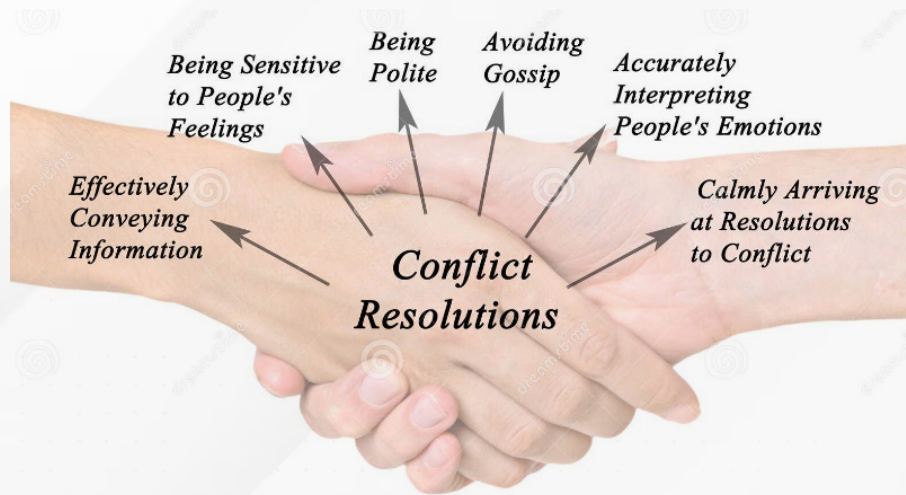 Effectively
Conveying
Information
Being Sensitive
to People's
Feelings
Being
Polite
Avoiding
Gossip
Accurately
Interpreting
People's Emotions
Calmly Arriving
at Resolutions
to Conflict
Conflict
Resolutions
dreamstime